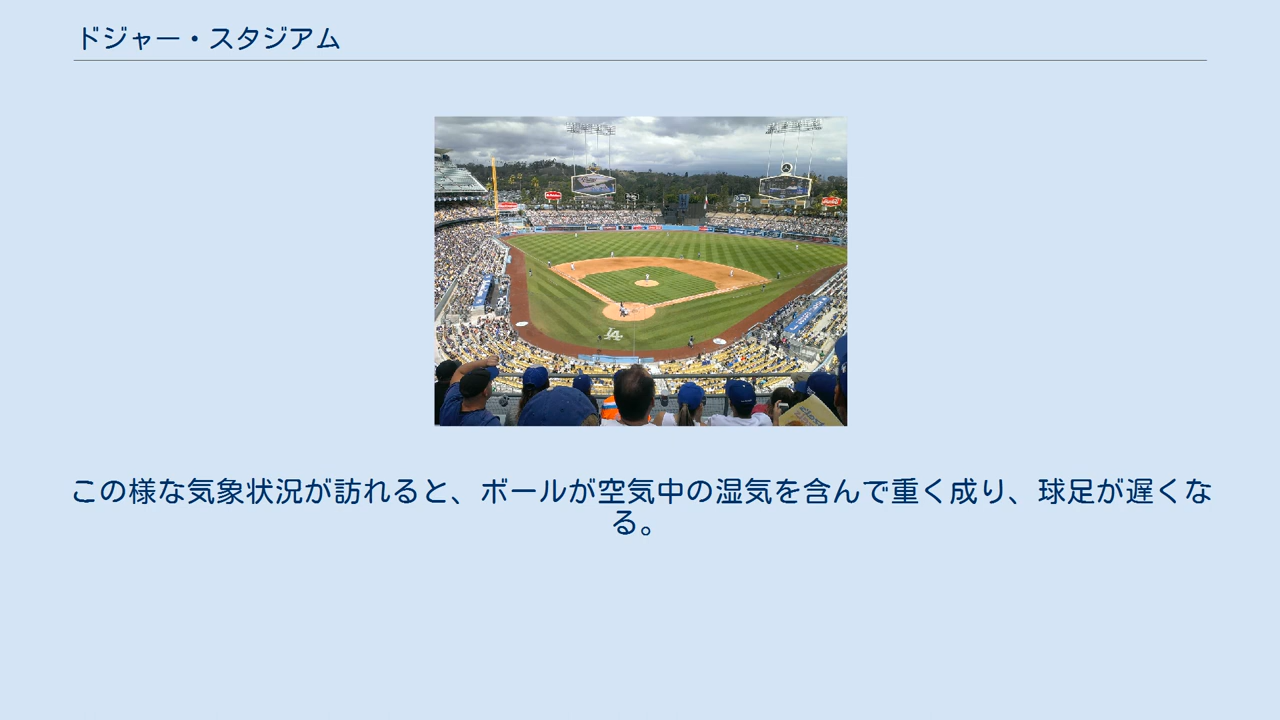 ドジャー・スタジアム
LA
この様な気象状況が訪れると、ボールが空気中の湿気を含んで重く成り、球足が遅くな
る。